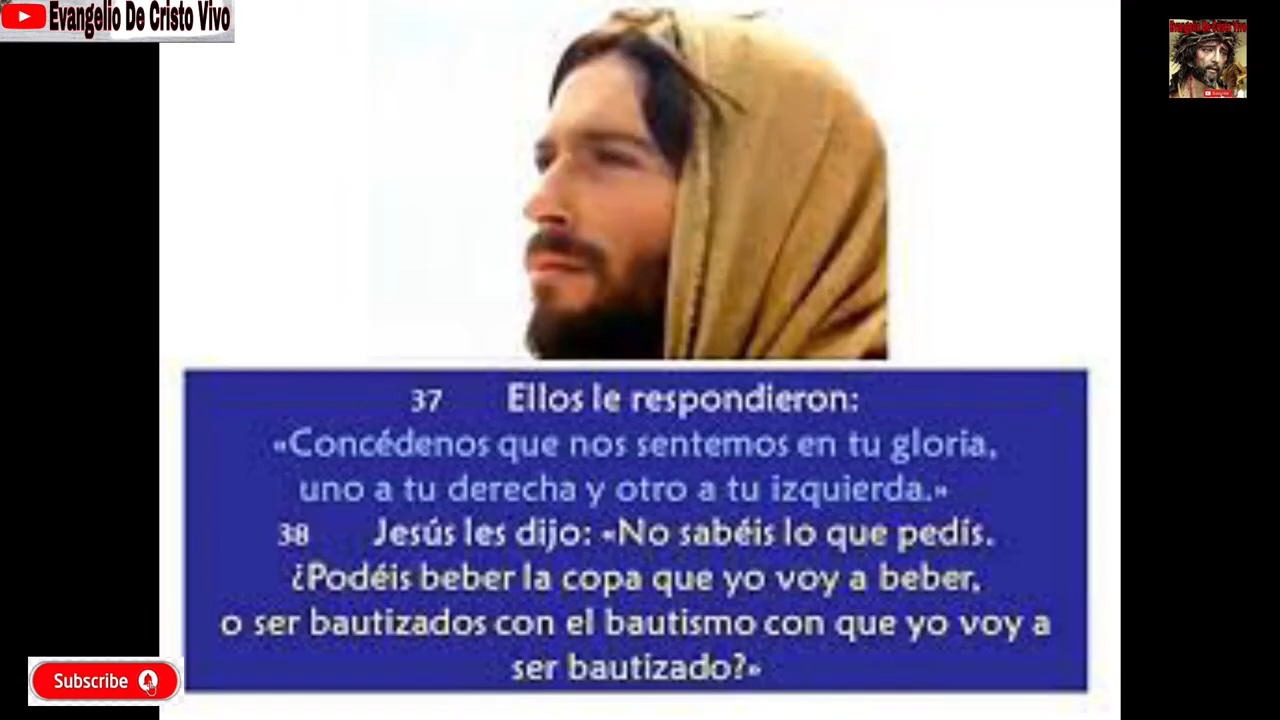 Evangelio De Cristo Vivo
37 Ellos le respondieron:
«Concédenos que nos sentemos en tu gloria,
uno a tu derecha y otro a tu izquierda.»
38 Jesús les dijo: «No sabéis lo que pedís.
¿Podéis beber la copa que yo voy a beber,
o ser bautizados con el bautismo con que yo voy a
ser bautizado?»
Subscribe